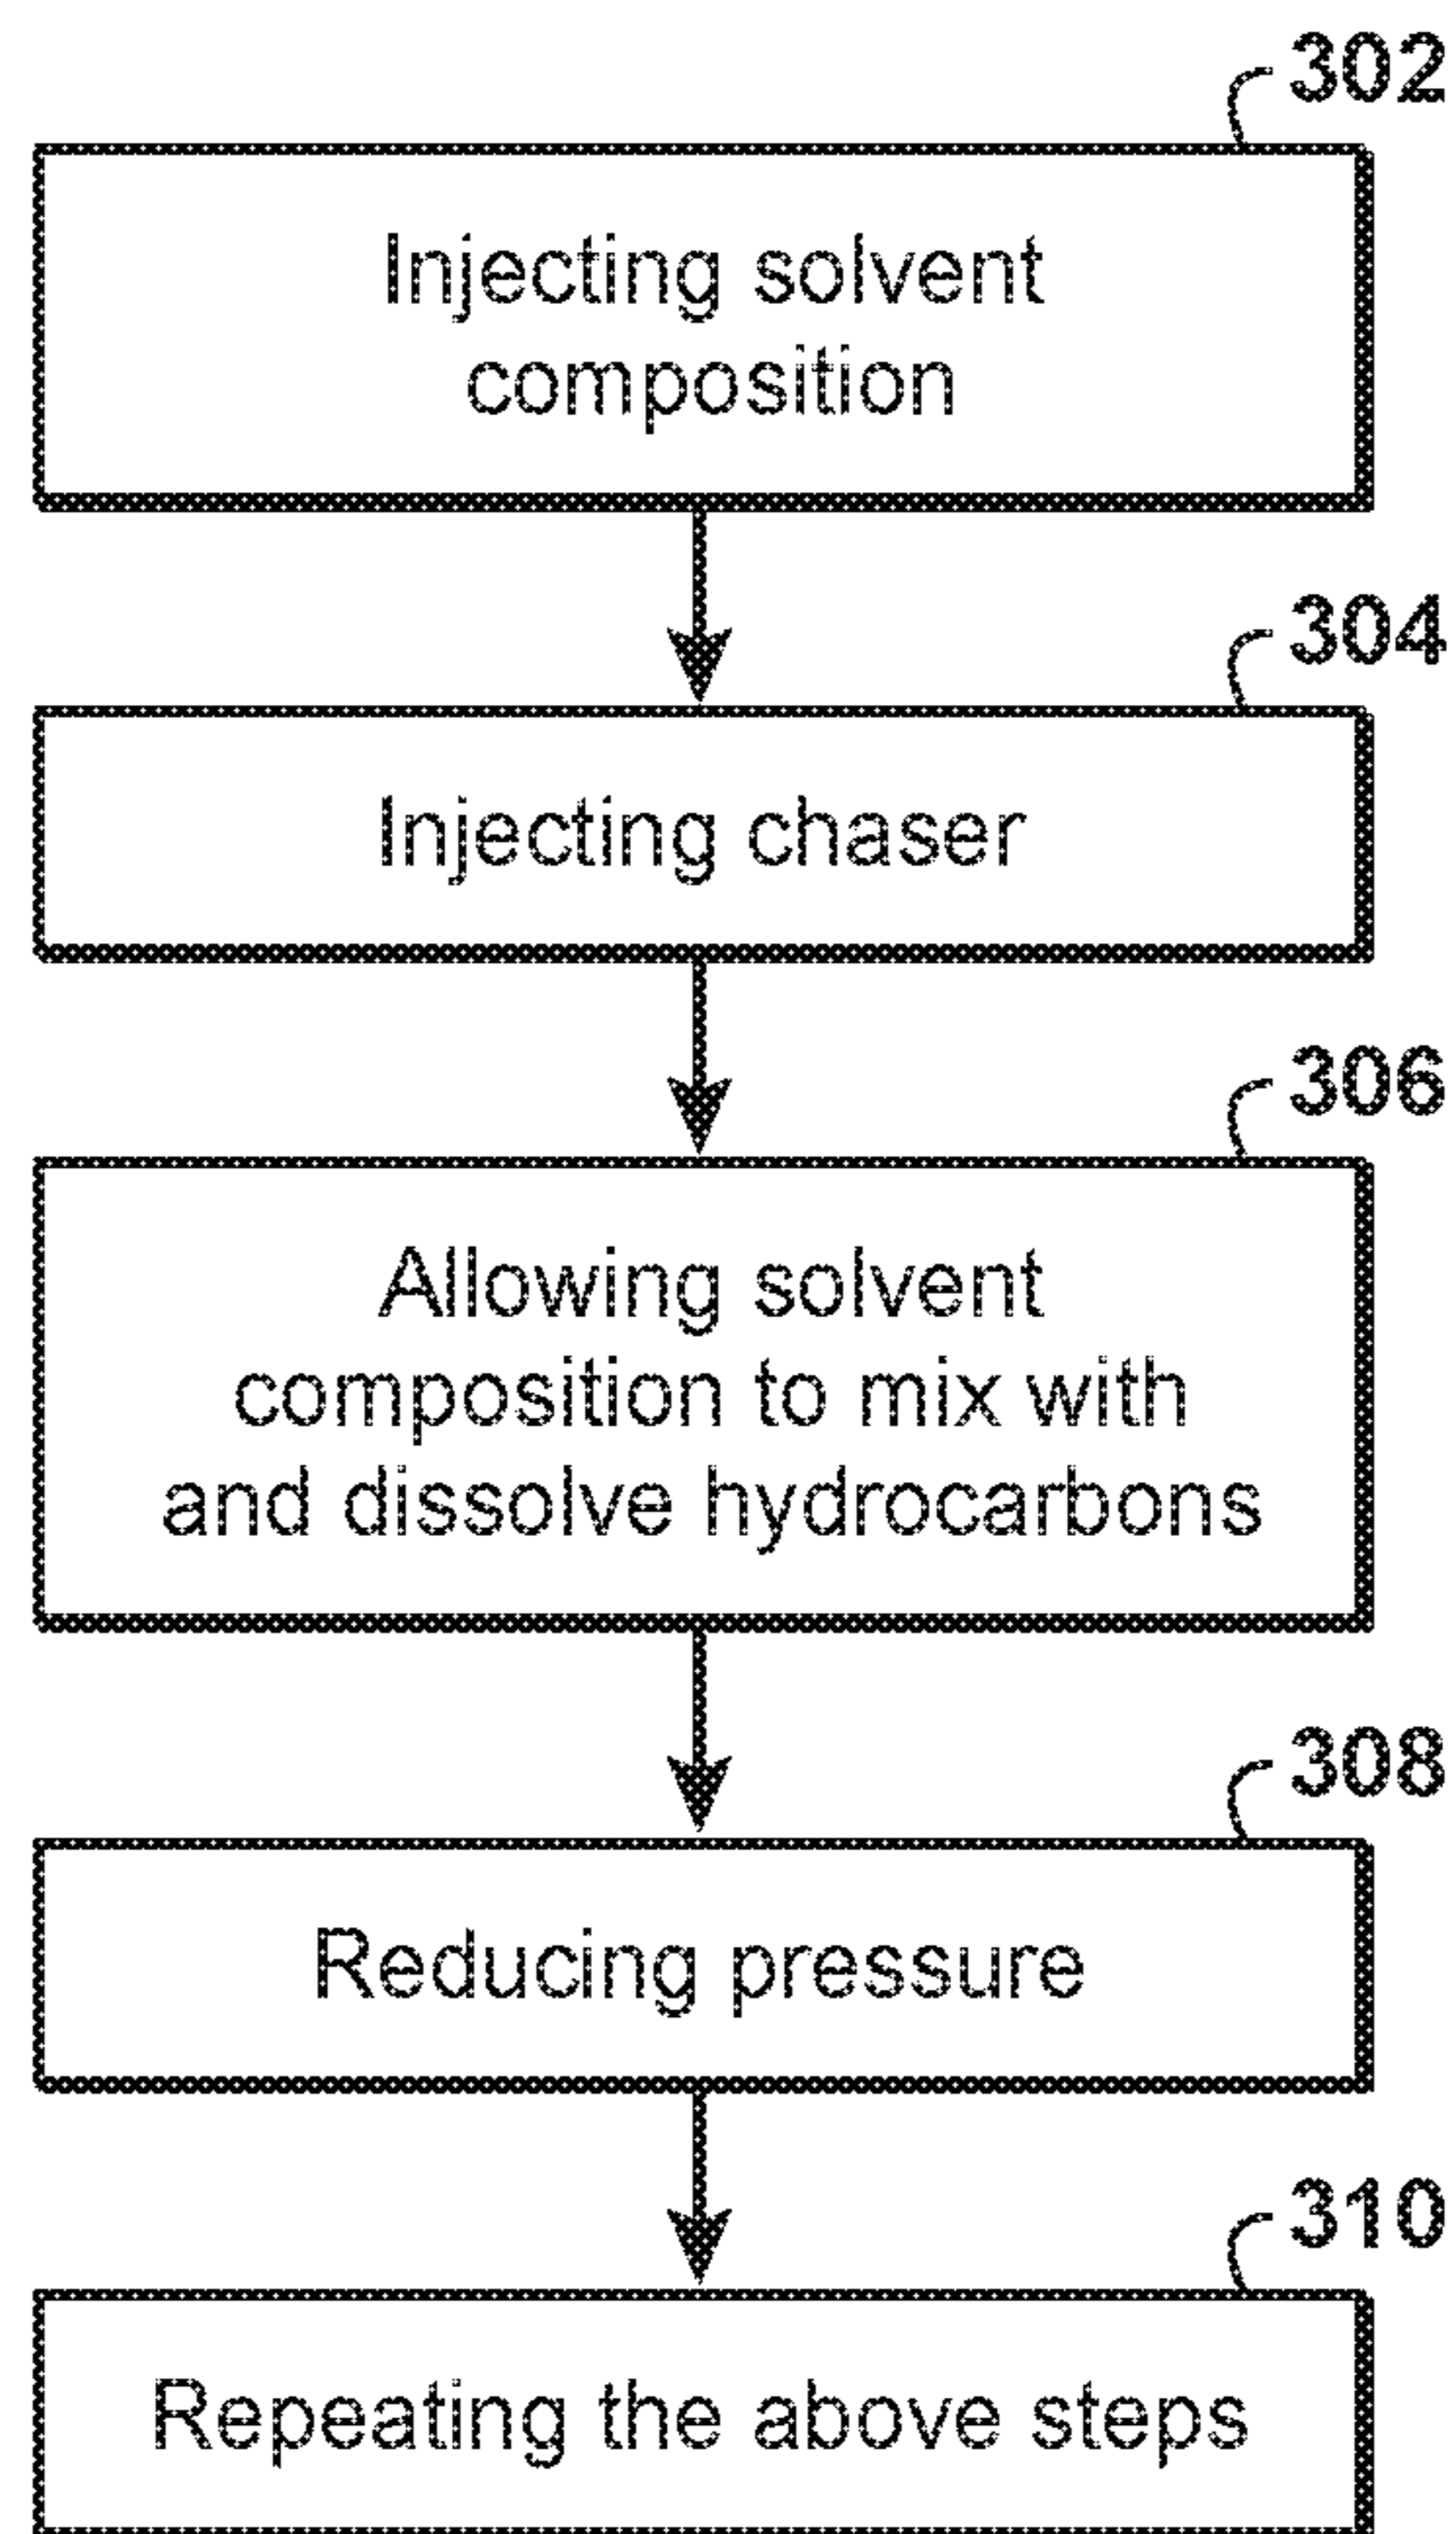 302
Injecting solvent
composition
304
Injecting chaser
306
Allowing solvent
composition to mix with
and dissolve hydrocarbons
308
Reducing pressure
310
Repeating the above steps